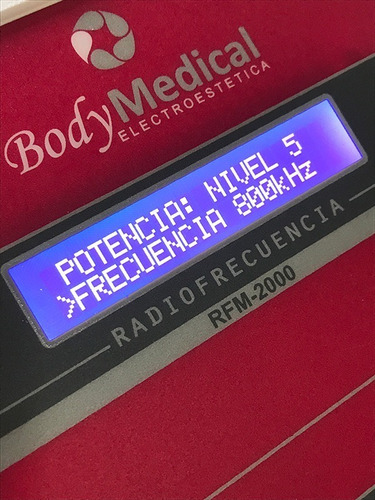 BodyMedical
ELECTROESTETICA
POTENCIA: NIVEL 5
>FRECUENCIA 800kHz
RADIOFRECUENCIA
RFM-2000